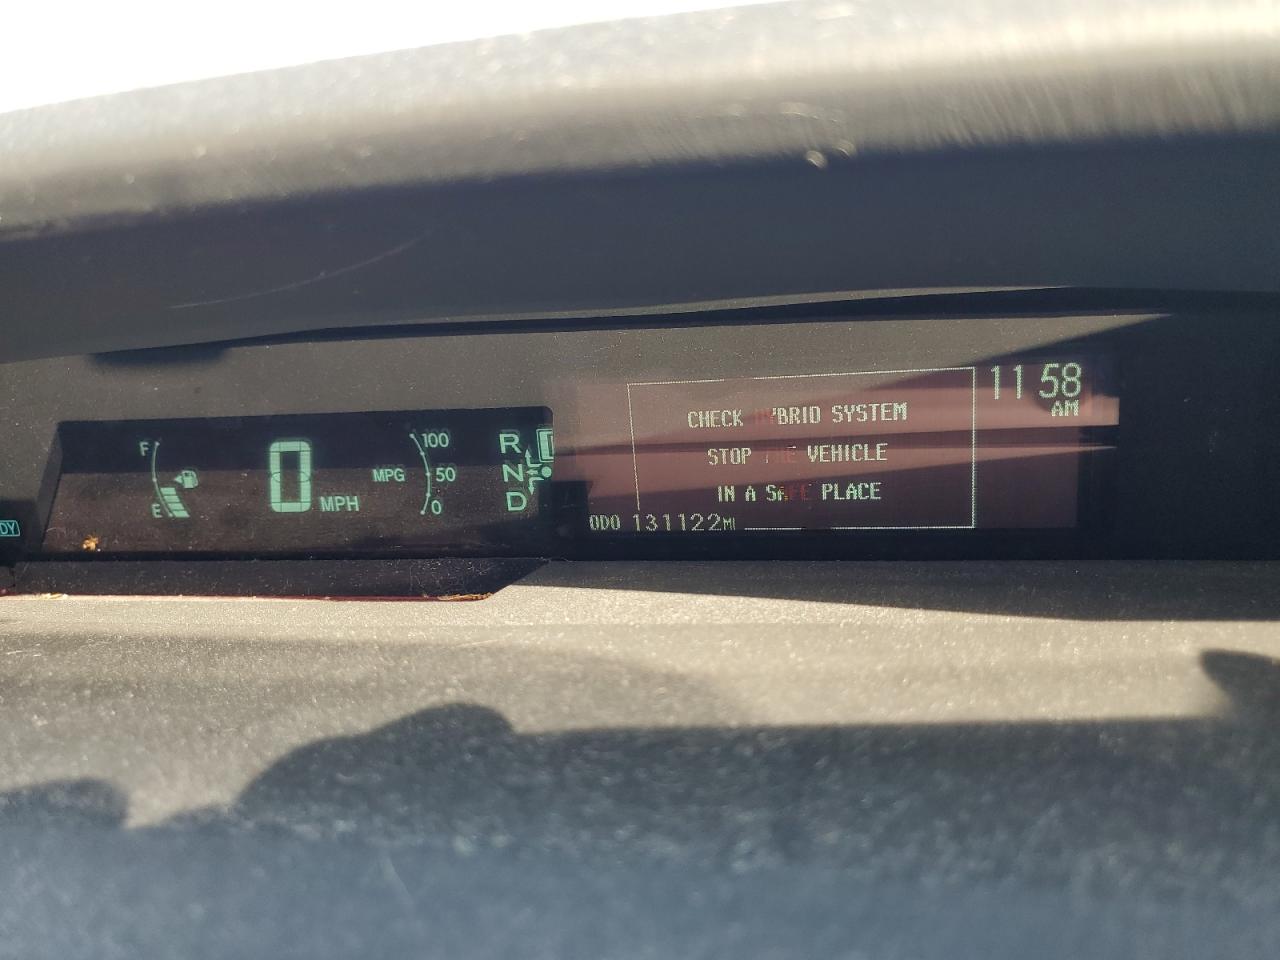 11 58
AM
CHECK HYBRID SYSTEM
STOP THE VEHICLE
IN A SAFE PLACE
ODO 131122MI
F
E
0
MPH
MPG
100
50
0
R
N
D
DY